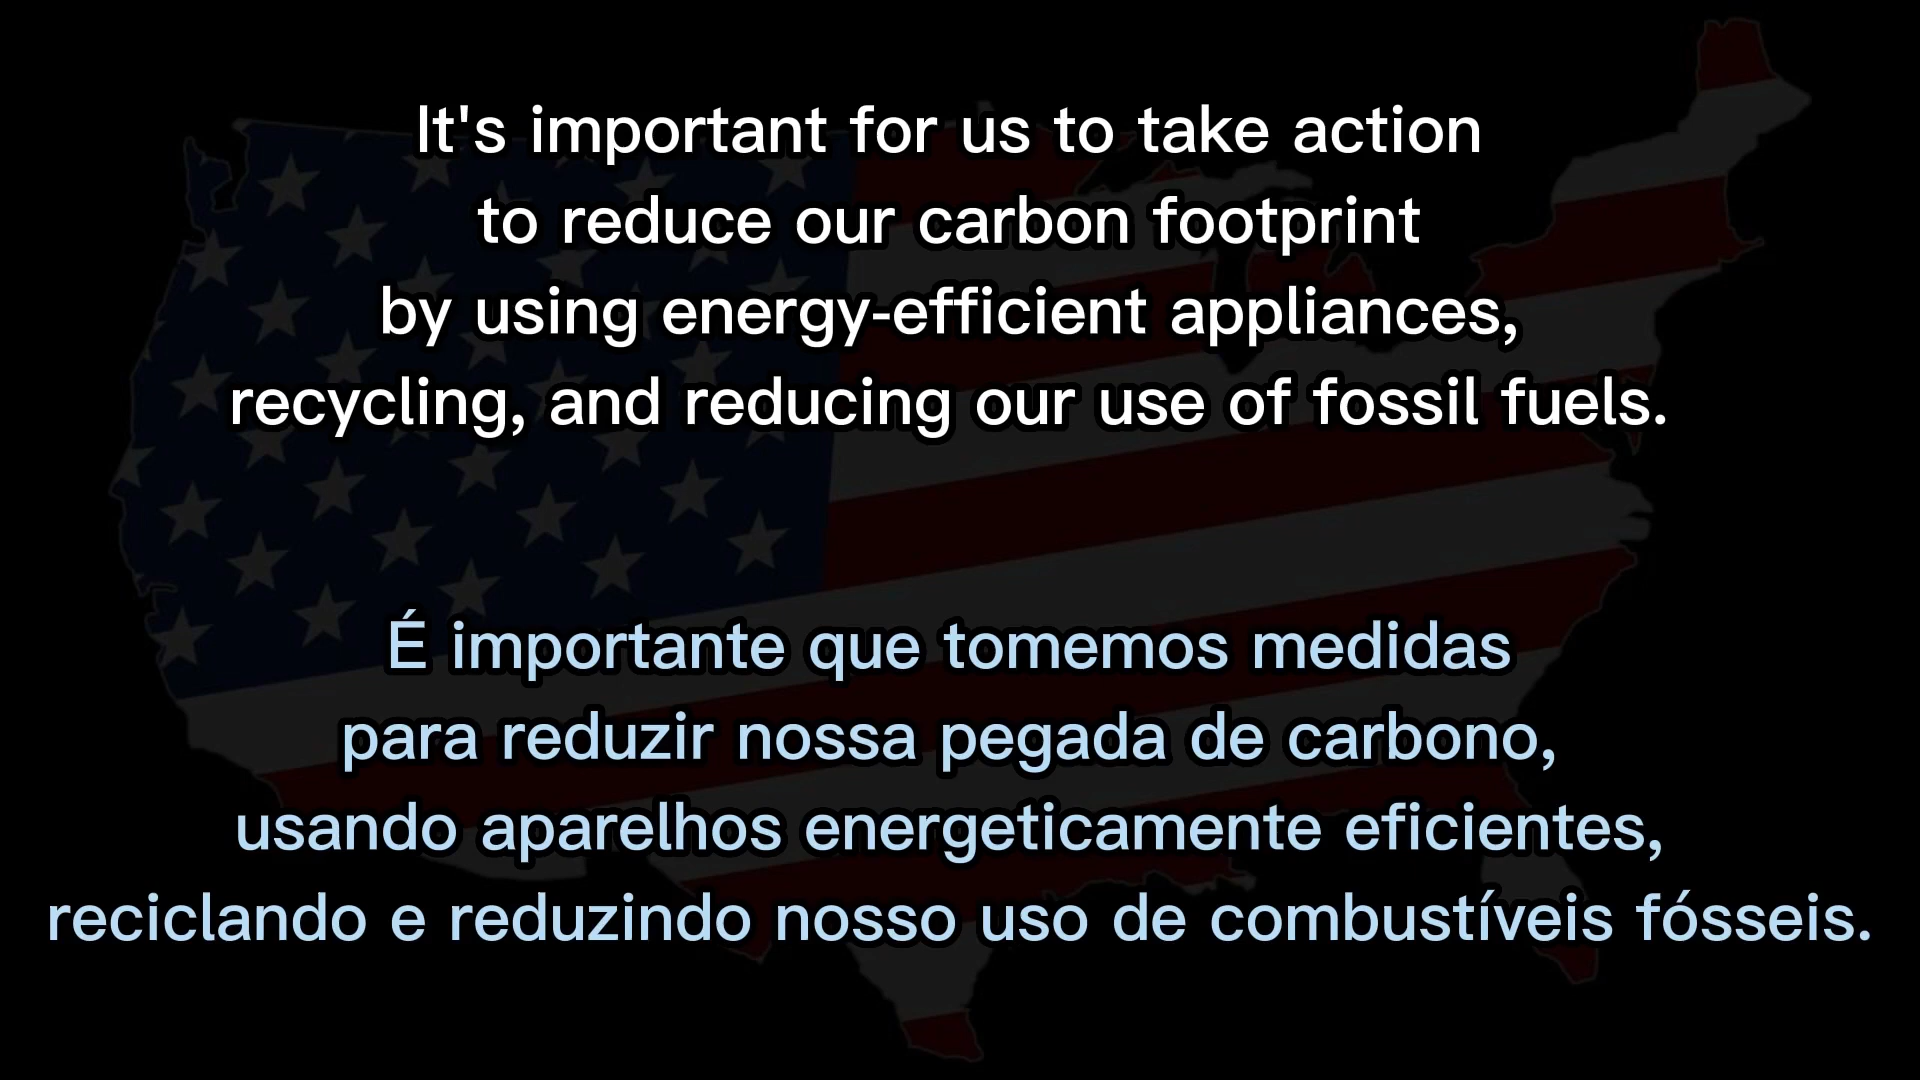 It's important for us to take action
to reduce our carbon footprint
by using energy-efficient appliances,
recycling, and reducing our use of fossil fuels.
É importante que tomemos medidas
para reduzir nossa pegada de carbono,
usando aparelhos energeticamente eficientes,
reciclando e reduzindo nosso uso de combustíveis fósseis.